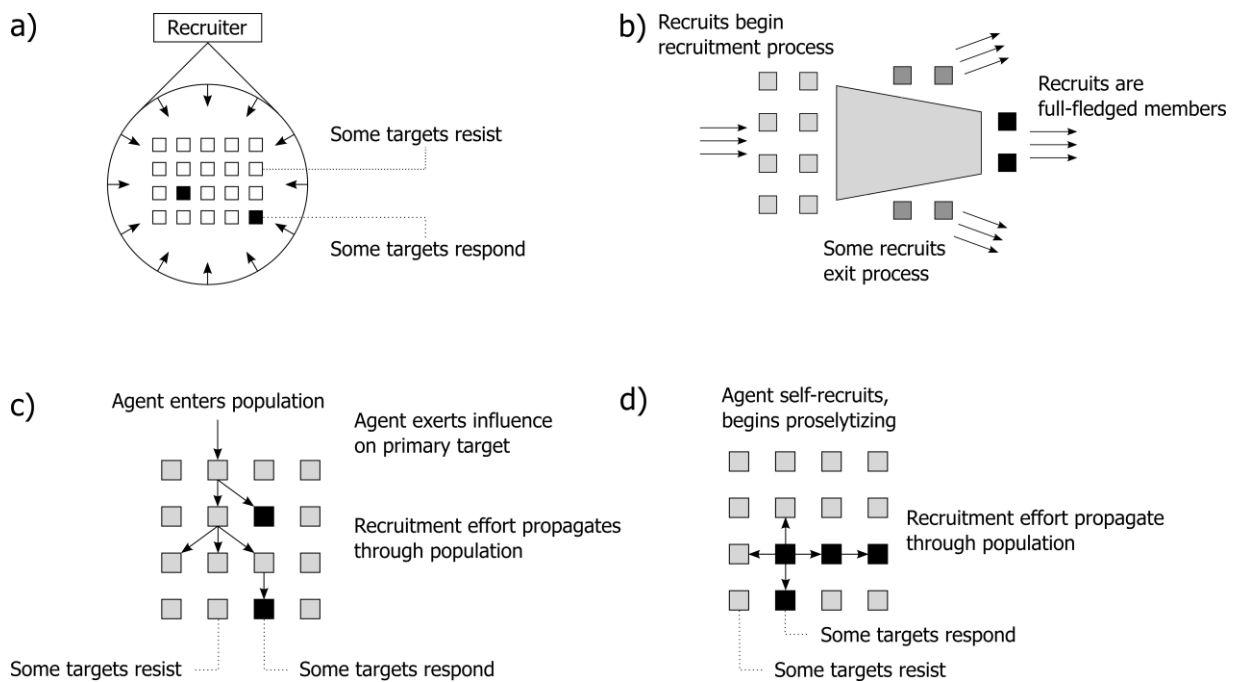 a)
Recruiter
Some targets resist
Some targets respond
b)
Recruits begin
recruitment process
Recruits are
full-fledged members
Some recruits
exit process
c)
Agent enters population
Agent exerts influence
on primary target
Recruitment effort propagates
through population
Some targets resist
Some targets respond
d)
Agent self-recruits,
begins proselytizing
Recruitment effort propagate
through population
Some targets respond
Some targets resist